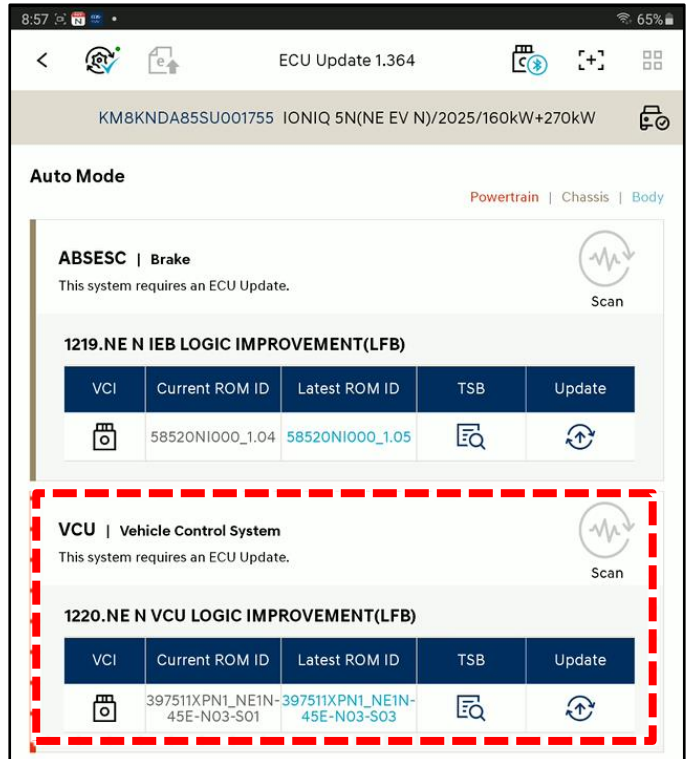 8:57 65%
ECU Update 1.364
KM8KNDA85SU001755 IONIQ 5N(NE EV N)/2025/160kW+270kW
Auto Mode
Powertrain | Chassis | Body
ABSESC | Brake
This system requires an ECU Update.
Scan
1219.NE N IEB LOGIC IMPROVEMENT(LFB)
VCI Current ROM ID Latest ROM ID TSB Update
58520NI000_1.04 58520NI000_1.05
VCU | Vehicle Control System
This system requires an ECU Update.
Scan
1220.NE N VCU LOGIC IMPROVEMENT(LFB)
VCI Current ROM ID Latest ROM ID TSB Update
397511XPN1_NE1N-45E-N03-S01 397511XPN1_NE1N-45E-N03-S03